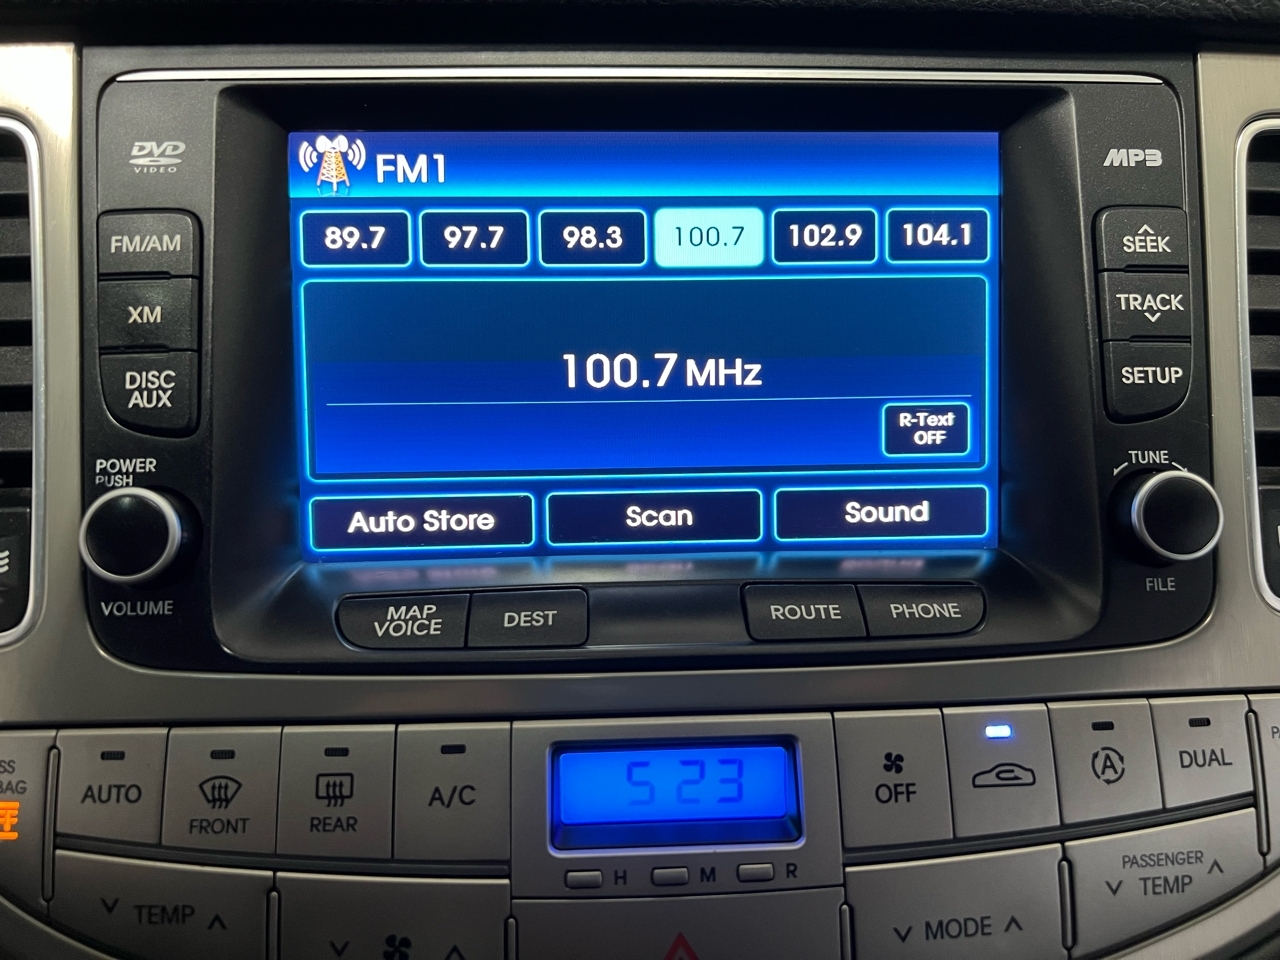 DVD
VIDEO
MP3
FM1
FM/AM
XM
DISC
AUX
POWER
PUSH
VOLUME
89.7 97.7 98.3 100.7 102.9 104.1
100.7 MHz
R-Text
OFF
Auto Store Scan Sound
SEEK
TRACK
SETUP
TUNE
FILE
MAP
VOICE
DEST
ROUTE
PHONE
AUTO
FRONT
REAR
A/C
5 23
H M R
OFF
A
DUAL
TEMP
MODE
PASSENGER
TEMP